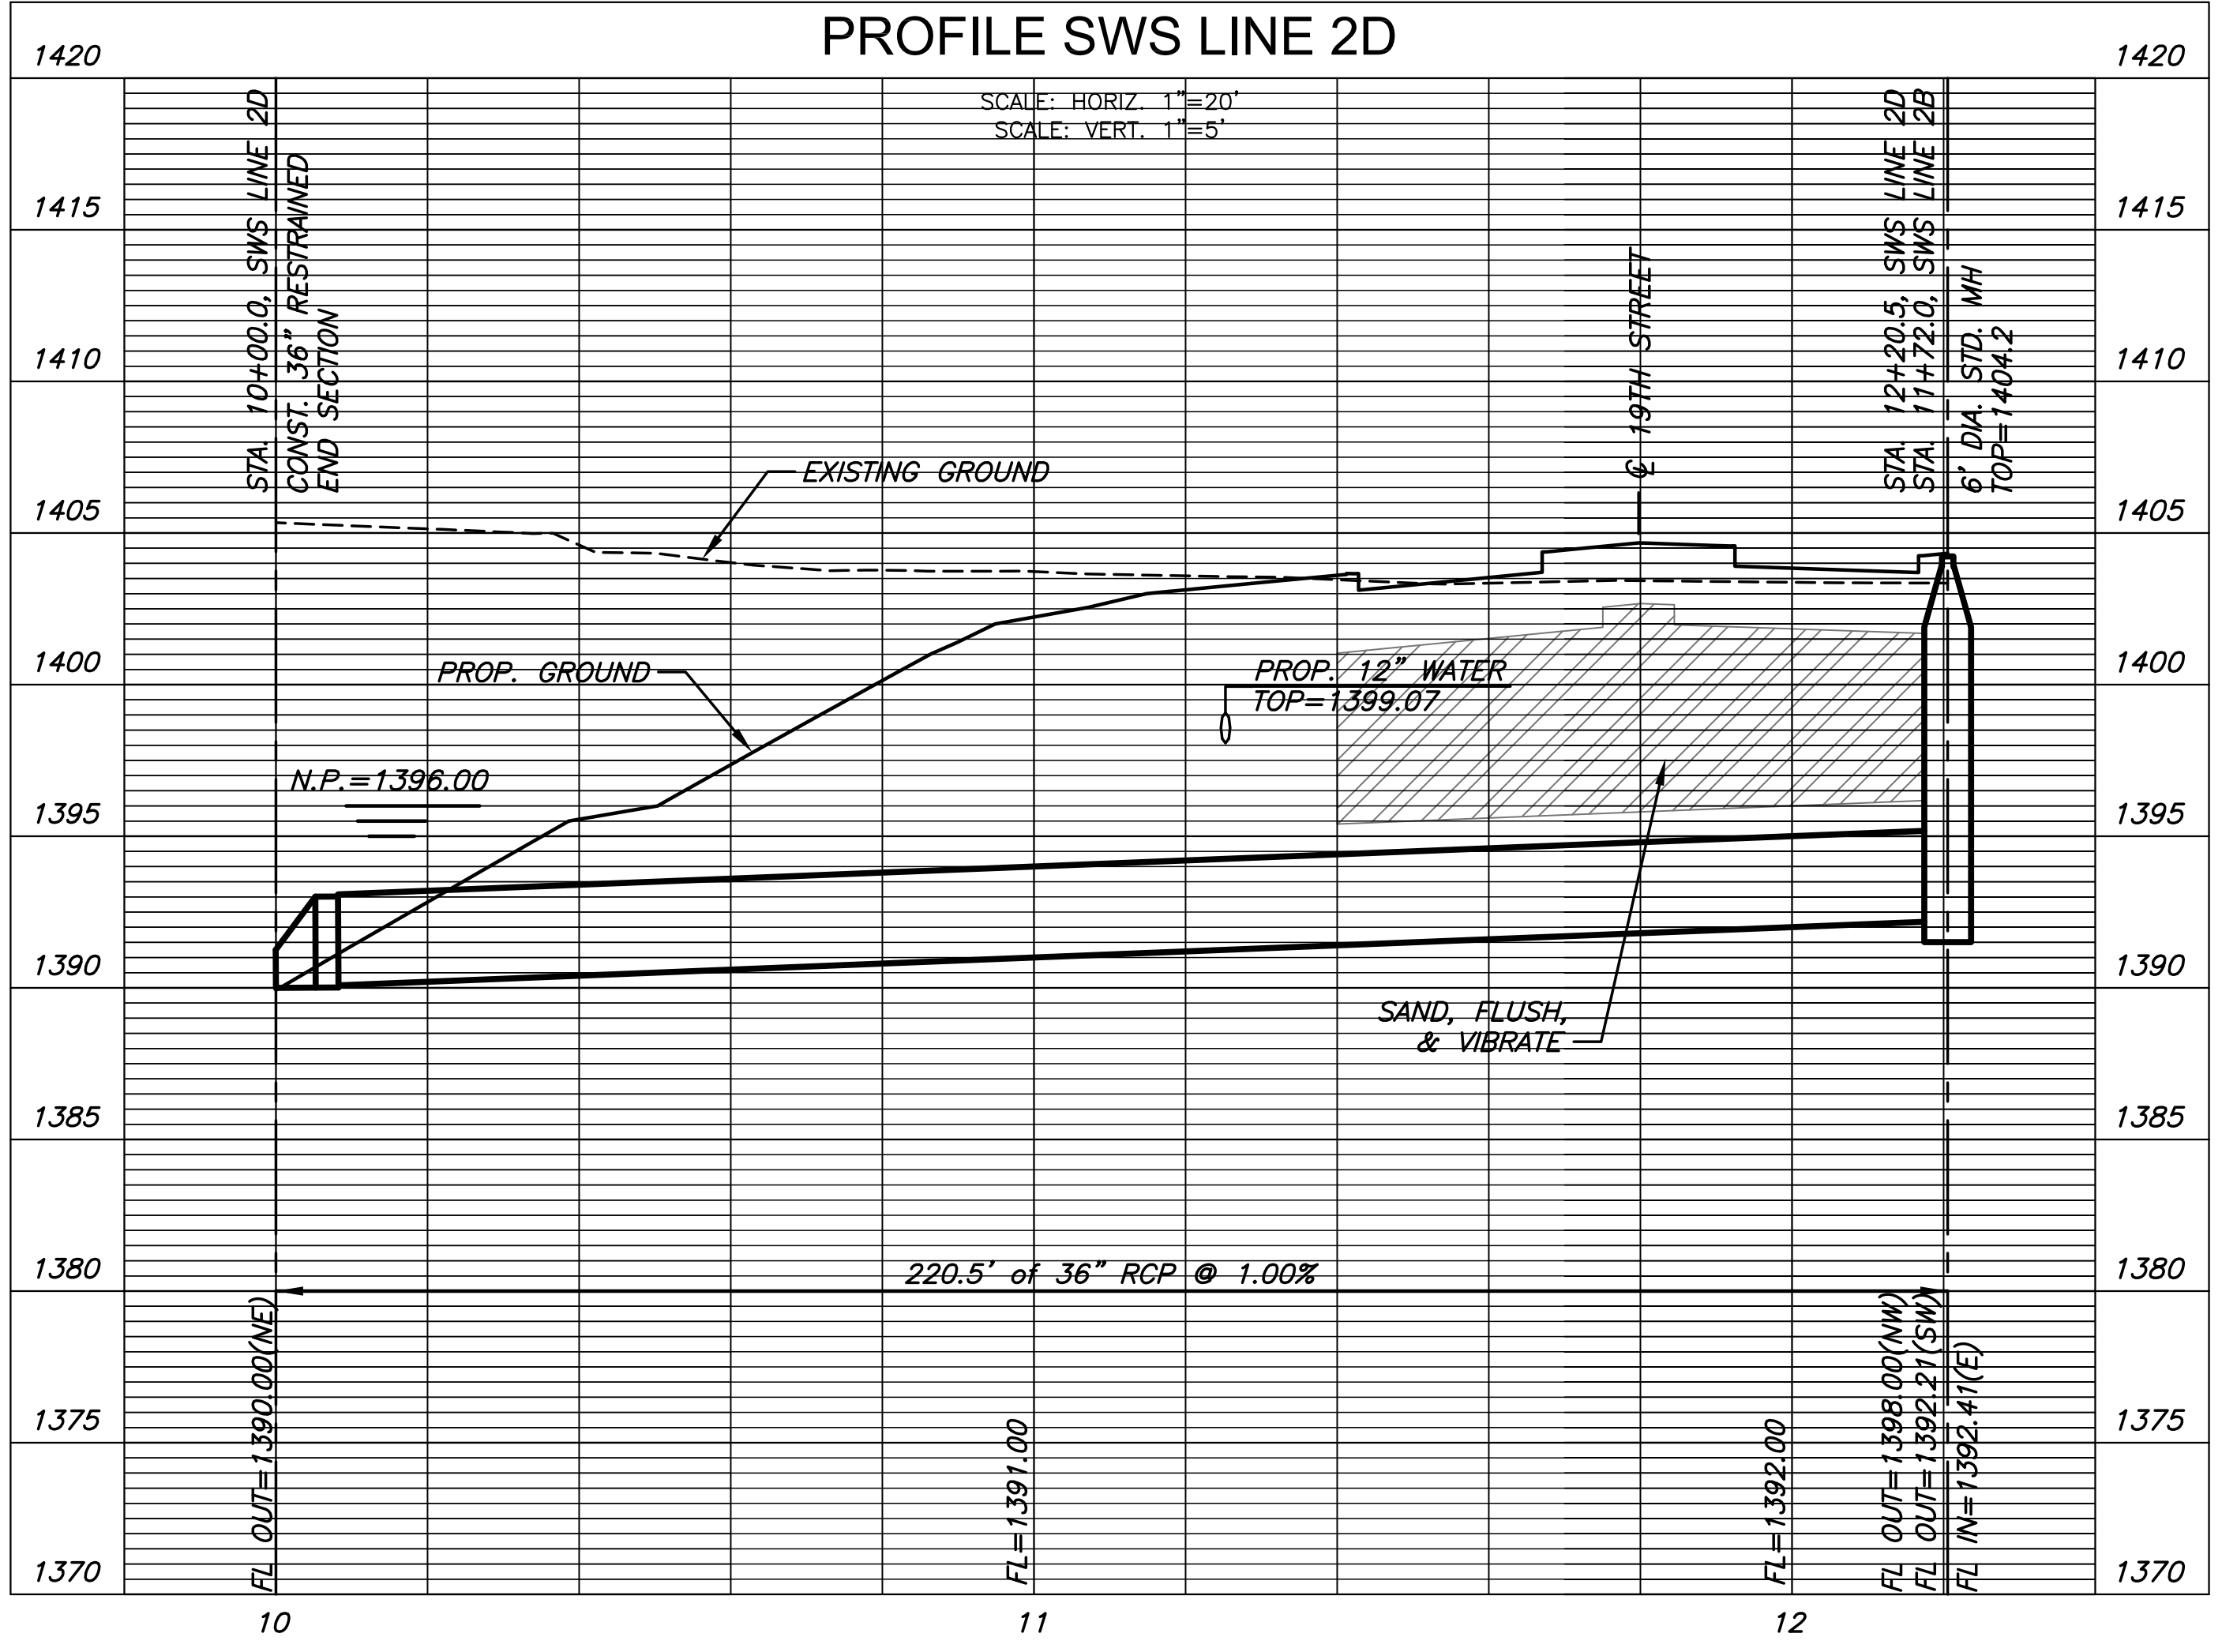 PROFILE SWS LINE 2D
1420
1420
SCALE: HORIZ. 1"=20'
SCALE: VERT. 1"=5'
STA. 10+00.0, SWS LINE 2D
CONST. 36" RESTRAINED
END SECTION
℄ 19TH STREET
STA. 12+20.5, SWS LINE 2D
STA. 11+72.0, SWS LINE 2B
6' DIA. STD. MH
TOP=1404.2
1415
1415
1410
1410
EXISTING GROUND
1405
1405
PROP. GROUND
PROP. 12" WATER
TOP=1399.07
1400
1400
N.P.=1396.00
1395
1395
1390
1390
SAND, FLUSH,
& VIBRATE
1385
1385
220.5' of 36" RCP @ 1.00%
1380
1380
FL OUT=1390.00(NE)
FL=1391.00
FL=1392.00
FL OUT=1398.00(NW)
FL OUT=1392.21(SW)
FL IN=1392.41(E)
1375
1375
1370
1370
10
11
12